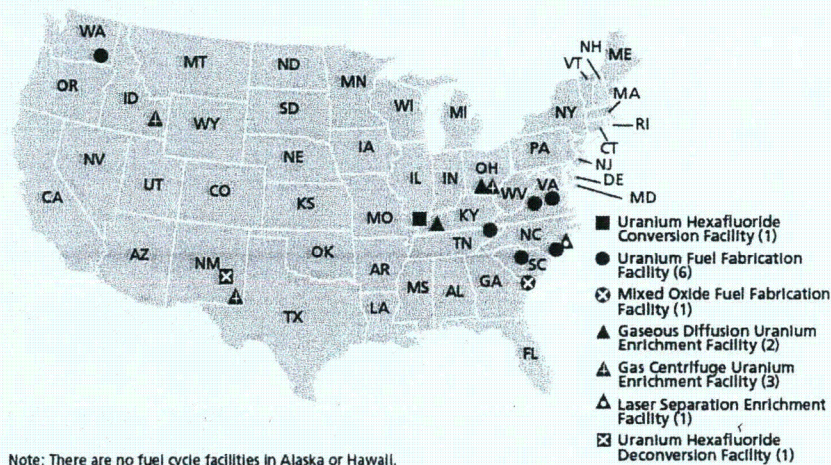 WA
MT
ND
MN
OR
ID
WY
SD
WI
MI
NH
VT
ME
NY
MA
RI
CT
NJ
DE
MD
PA
NV
UT
CO
NE
IA
IL
IN
OH
WV
VA
CA
KS
MO
KY
AZ
NM
OK
AR
TN
NC
SC
TX
LA
MS
AL
GA
FL
Uranium Hexafluoride
Conversion Facility (1)
Uranium Fuel Fabrication
Facility (6)
Mixed Oxide Fuel Fabrication
Facility (1)
Gaseous Diffusion Uranium
Enrichment Facility (2)
Gas Centrifuge Uranium
Enrichment Facility (3)
Laser Separation Enrichment
Facility (1)
Uranium Hexafluoride
Deconversion Facility (1)
Note: There are no fuel cycle facilities in Alaska or Hawaii.